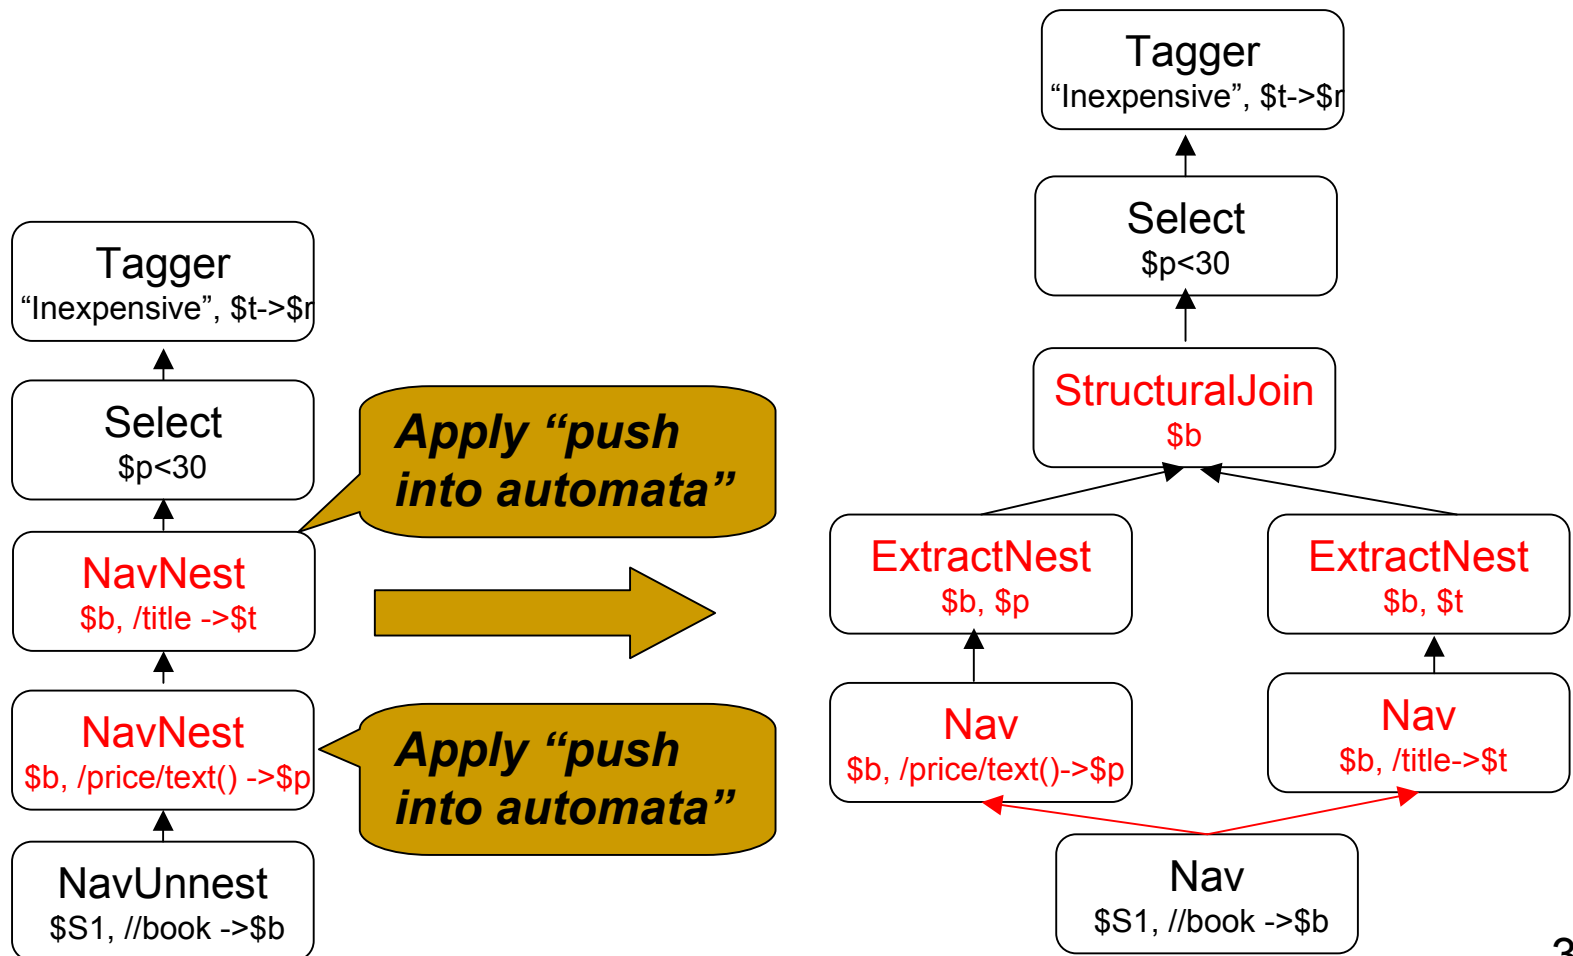 Tagger
“Inexpensive”, $t->$r
Select
$p<30
NavNest
$b, /title ->$t
NavNest
$b, /price/text() ->$p
NavUnnest
$S1, //book ->$b
Apply “push
into automata”
Apply “push
into automata”
Tagger
“Inexpensive”, $t->$r
Select
$p<30
StructuralJoin
$b
ExtractNest
$b, $p
ExtractNest
$b, $t
Nav
$b, /price/text()->$p
Nav
$b, /title->$t
Nav
$S1, //book ->$b
3